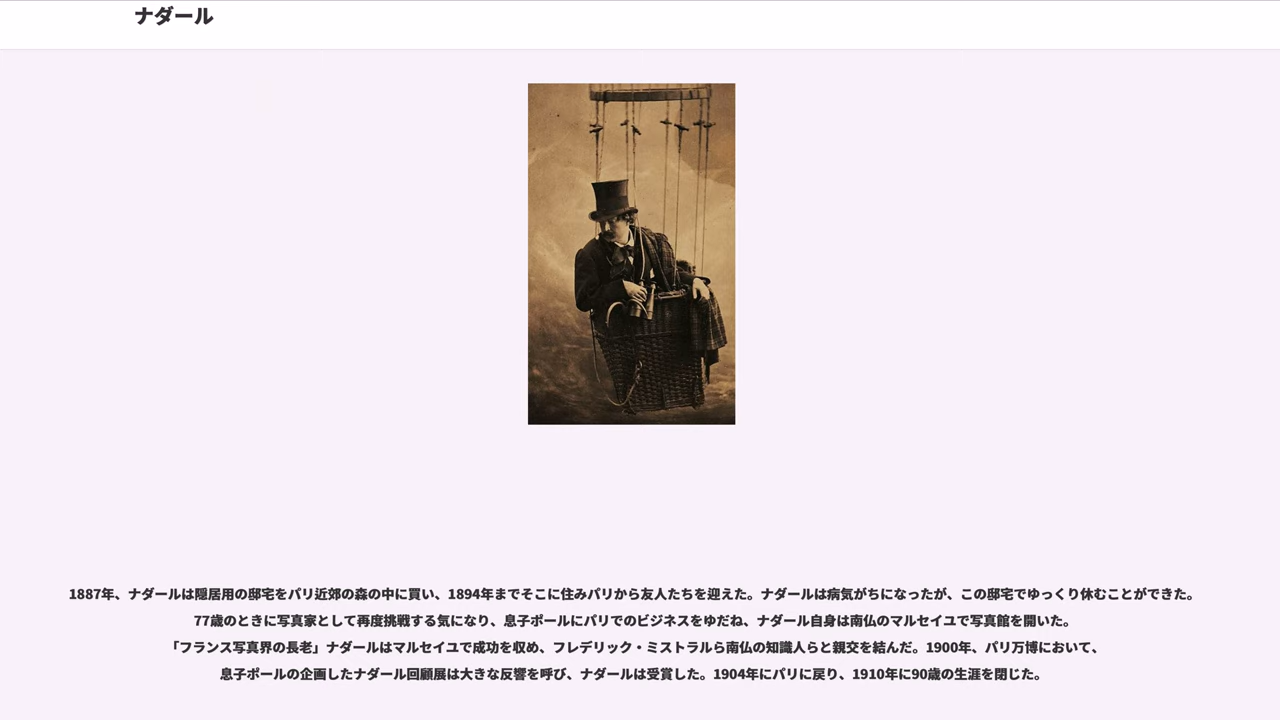 ナダール
1887年、ナダールは隠居用の邸宅をパリ近郊の森の中に買い、1894年までそこに住みパリから友人たちを迎えた。ナダールは病気がちになったが、この邸宅でゆっくり休むことができた。
77歳のときに写真家として再度挑戦する気になり、息子ポールにパリでのビジネスをゆだね、ナダール自身は南仏のマルセイユで写真館を開いた。
「フランス写真界の長老」ナダールはマルセイユで成功を収め、フレデリック・ミストラルら南仏の知識人らと親交を結んだ。1900年、パリ万博において、
息子ポールの企画したナダール回顧展は大きな反響を呼び、ナダールは受賞した。1904年にパリに戻り、1910年に90歳の生涯を閉じた。